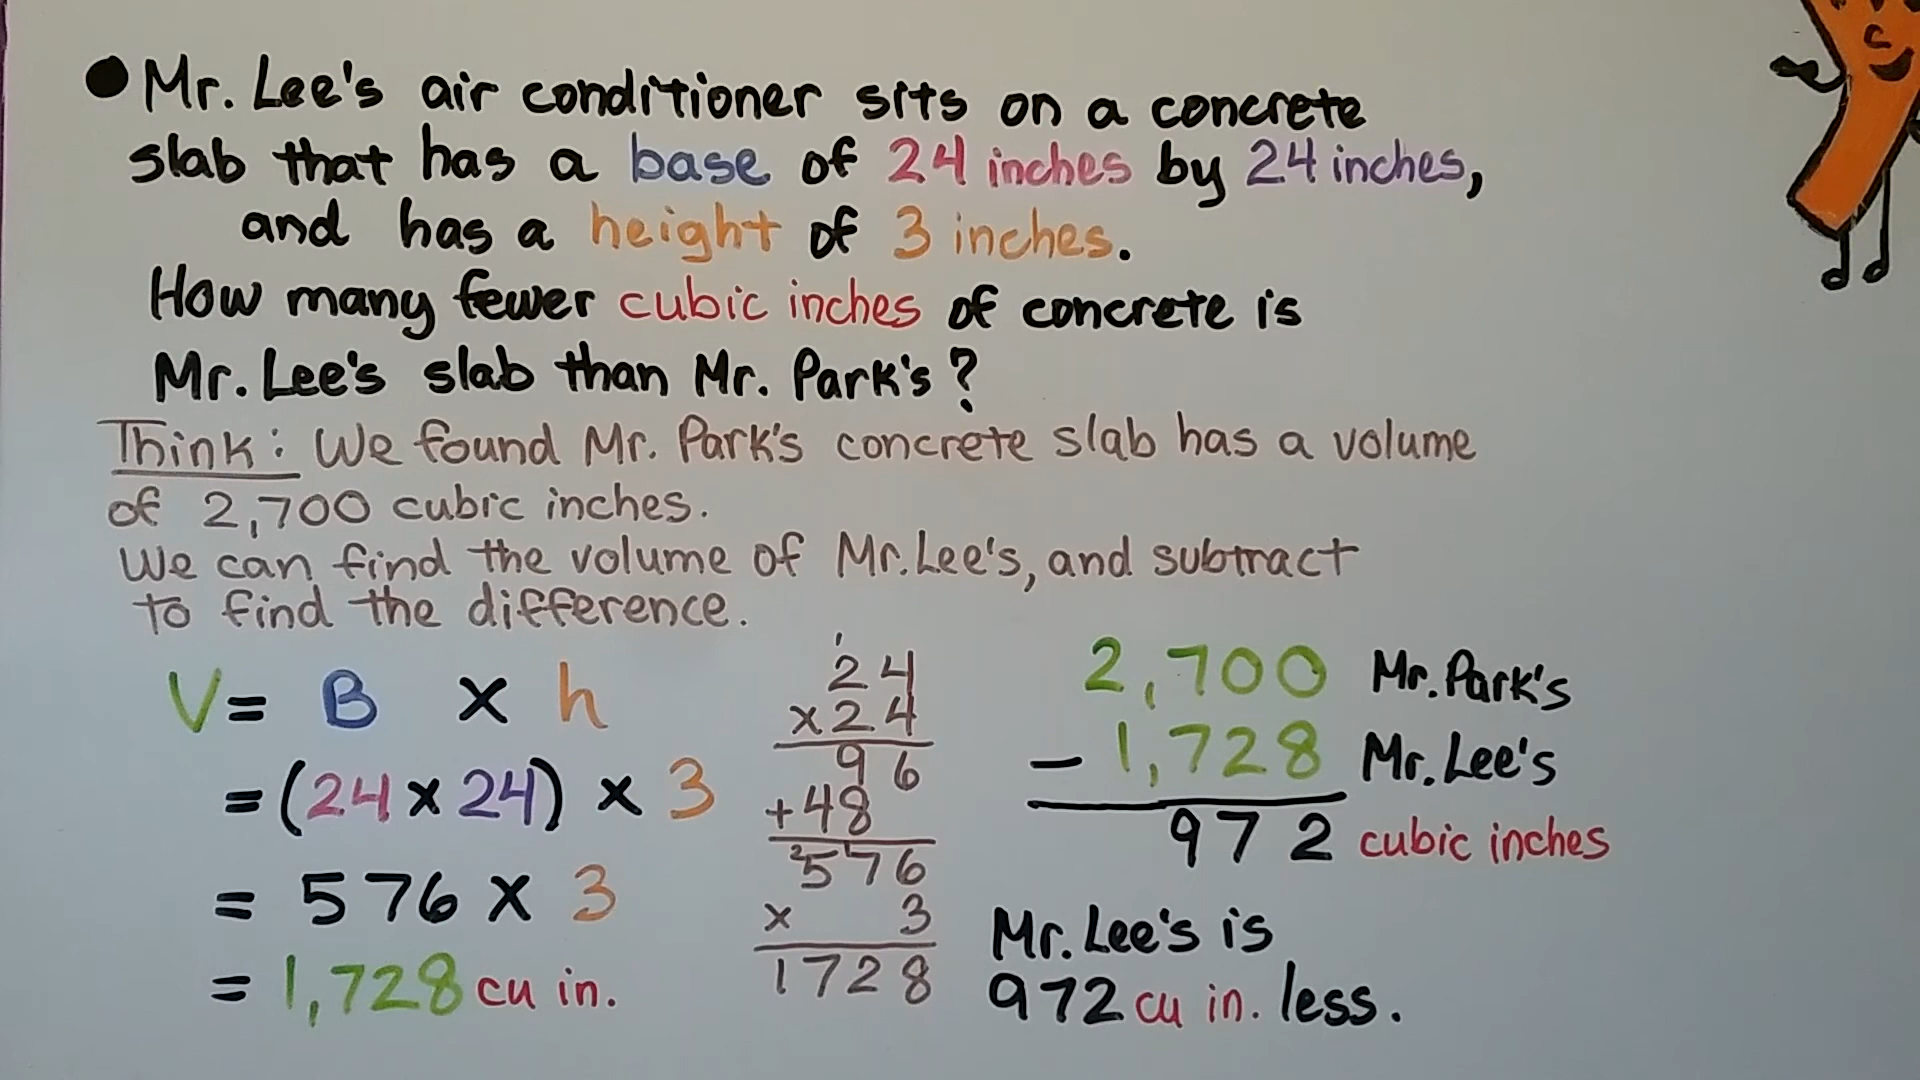 ● Mr. Lee's air conditioner sits on a concrete
slab that has a base of 24 inches by 24 inches,
and has a height of 3 inches.
How many fewer cubic inches of concrete is
Mr. Lee's slab than Mr. Park's?
Think: We found Mr. Park's concrete slab has a volume
of 2,700 cubic inches.
We can find the volume of Mr. Lee's, and subtract
to find the difference.
V = B x h
= (24 x 24) x 3
= 576 x 3
= 1,728 cu in.
1
24
x24
96
+48
2 1
576
x 3
1728
2,700 Mr. Park's
- 1,728 Mr. Lee's
972 cubic inches
Mr. Lee's is
972 cu in. less.